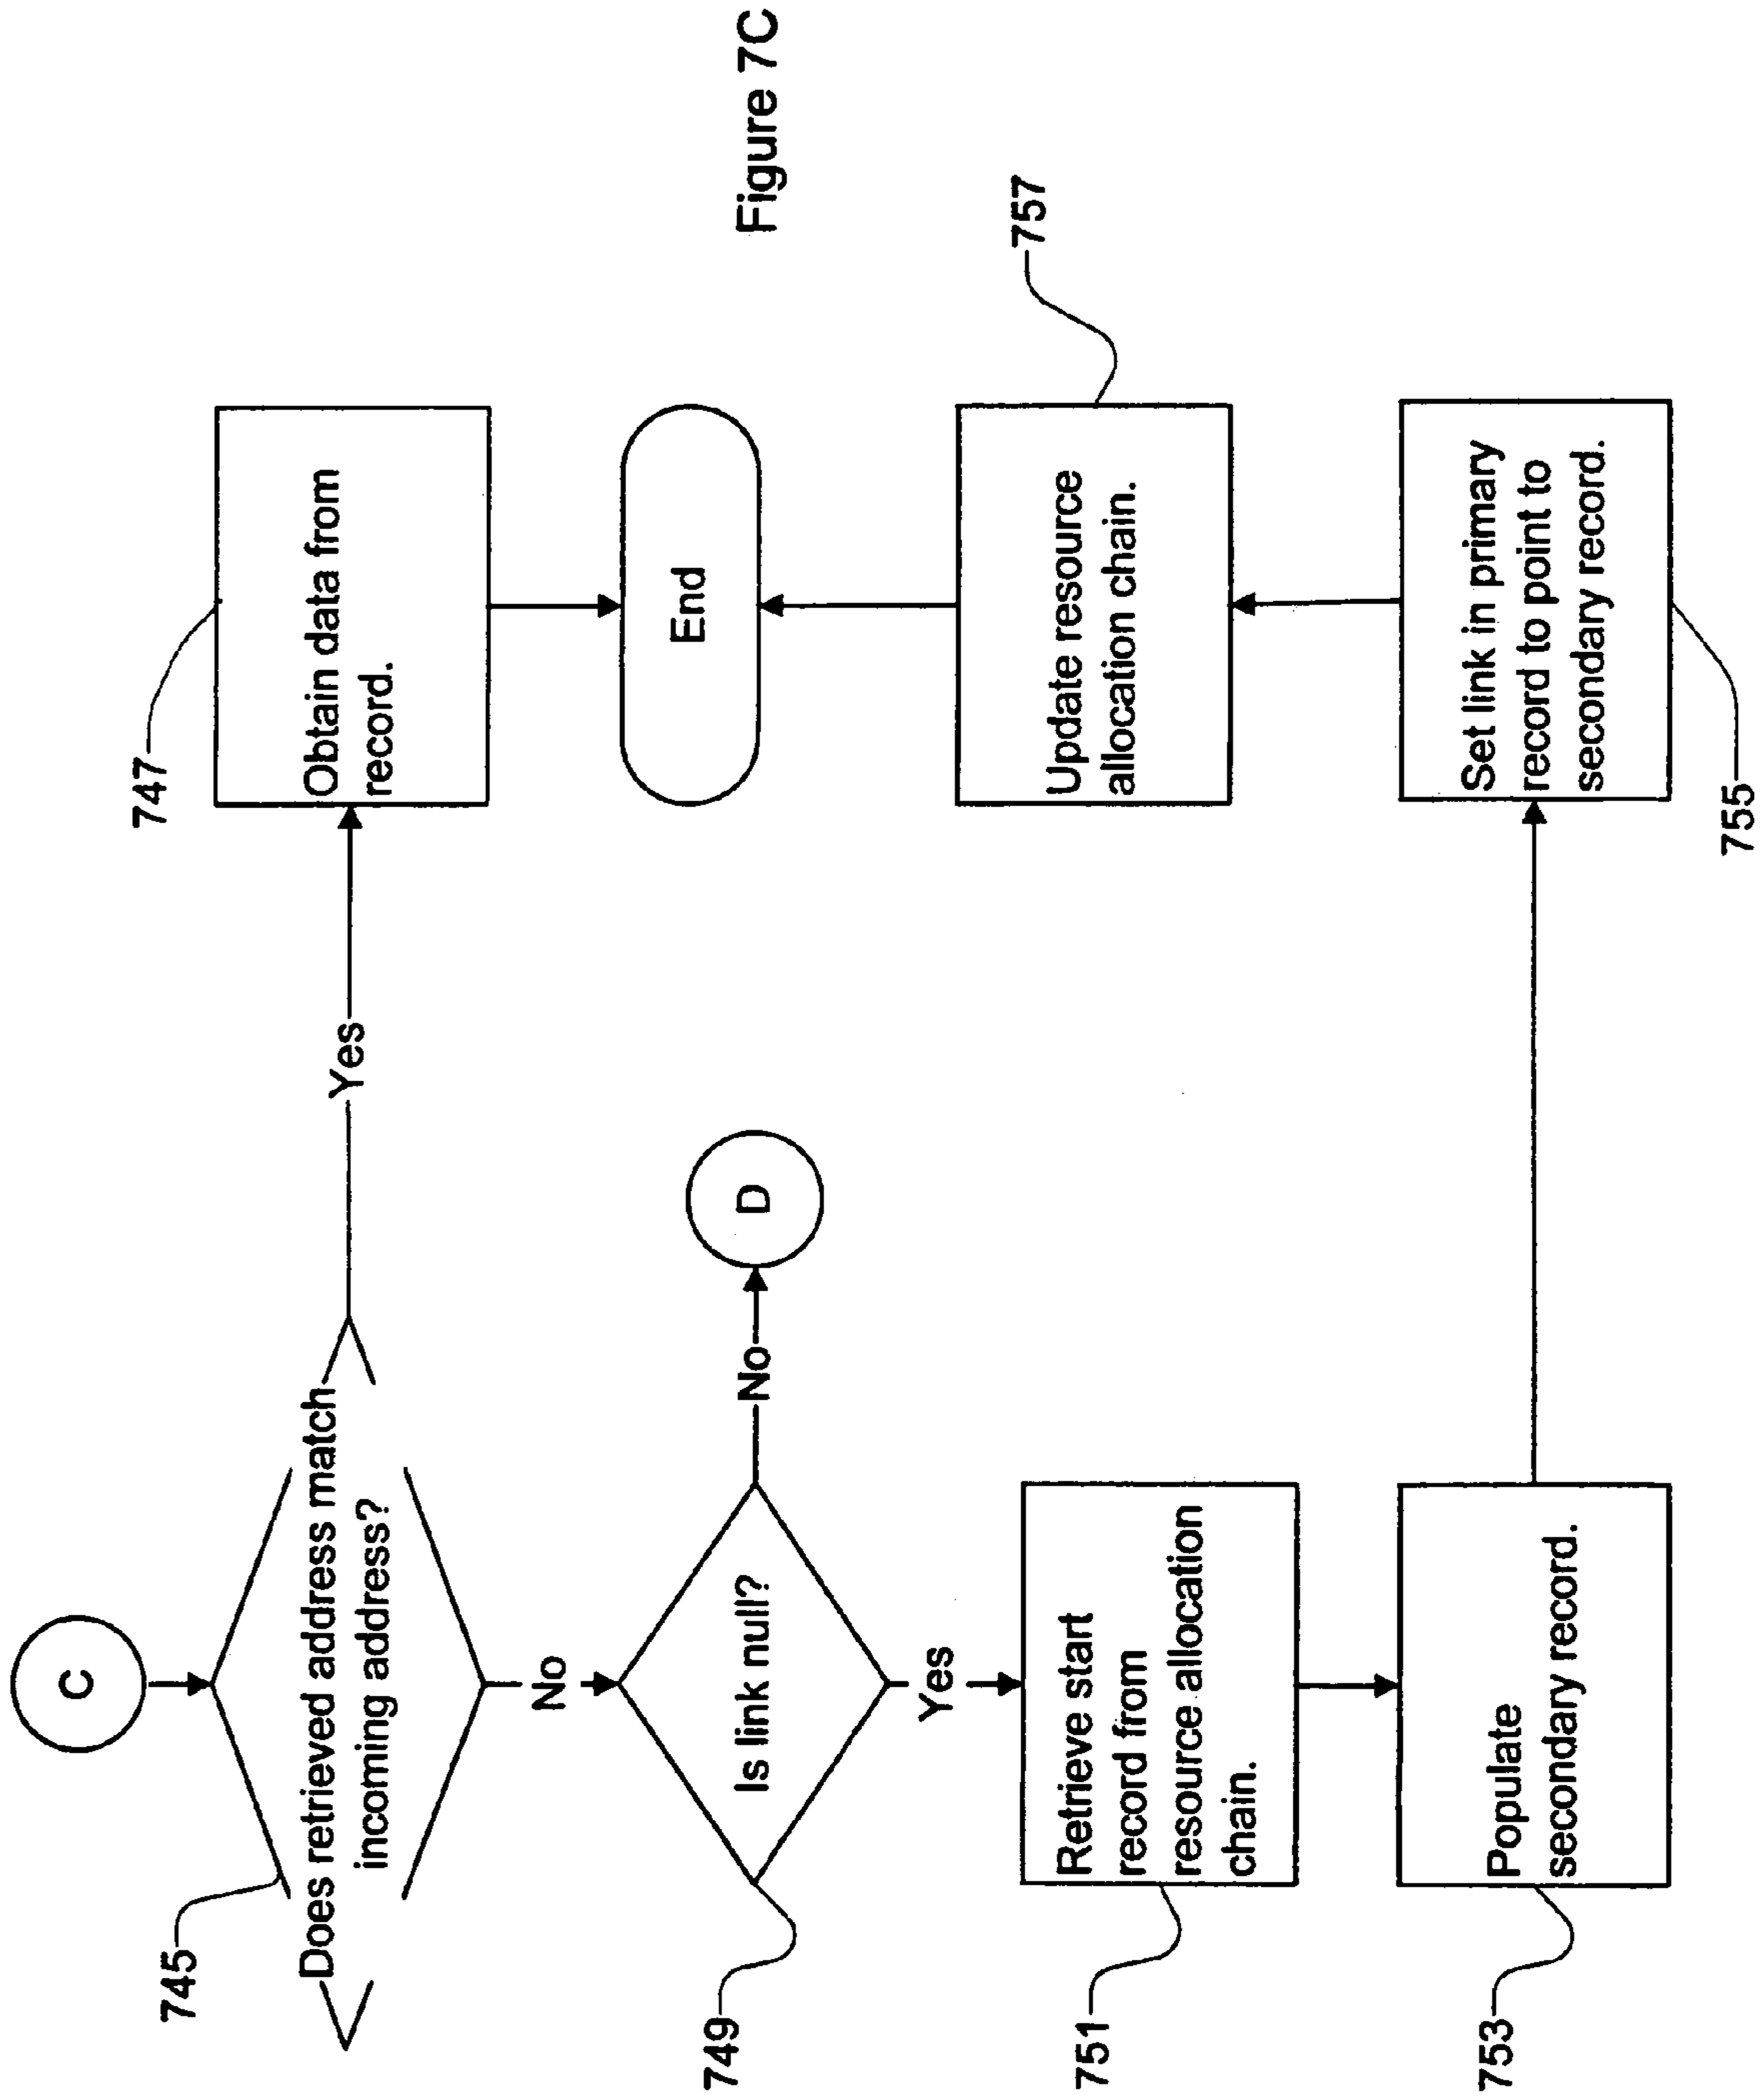 C
745
Does retrieved address match
incoming address?
Yes
747
Obtain data from
record.
No
749
Is link null?
No
D
End
Yes
751
Retrieve start
record from
resource allocation
chain.
757
Update resource
allocation chain.
753
Populate
secondary record.
Set link in primary
record to point to
secondary record.
755
Figure 7C